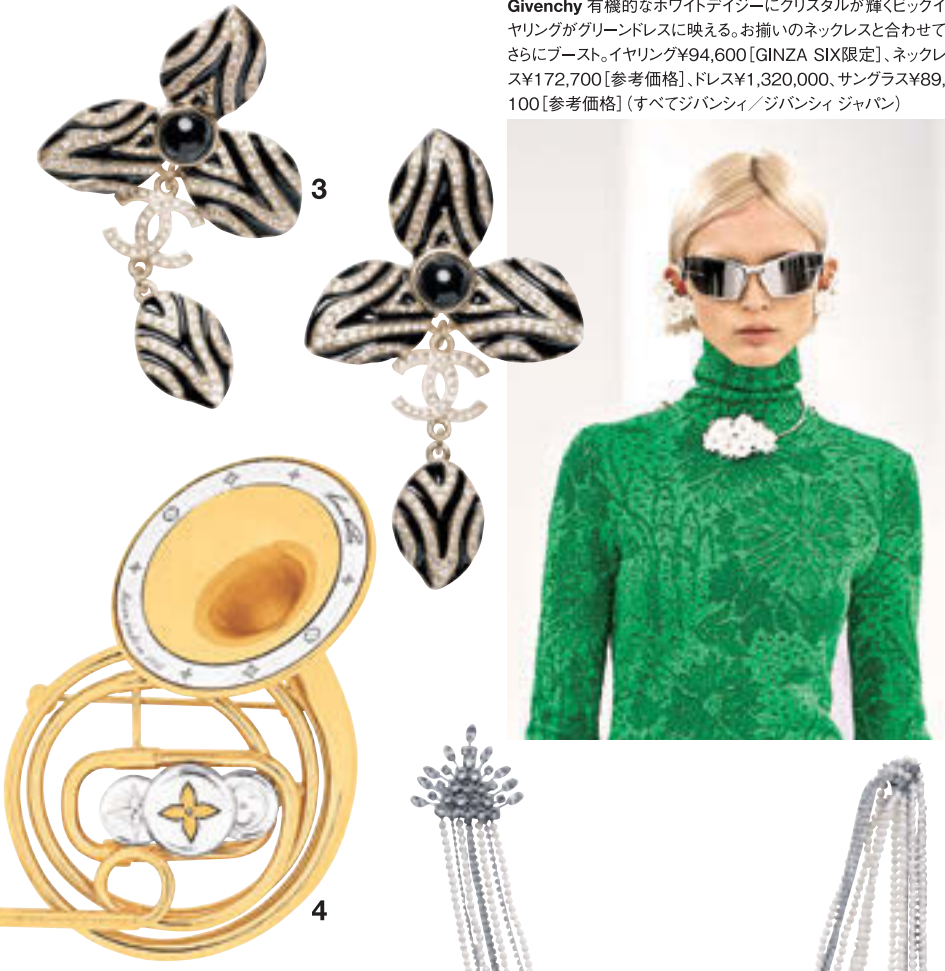 Givenchy 有機的なホワイトデイジーにクリスタルが輝くビッグイ
ヤリングがグリーンドレスに映える。お揃いのネックレスと合わせて
さらにブースト。イヤリング¥94,600［GINZA SIX限定］、ネックレ
ス¥172,700［参考価格］、ドレス¥1,320,000、サングラス¥89,
100［参考価格］（すべてジバンシィ／ジバンシィ ジャパン）
3
4